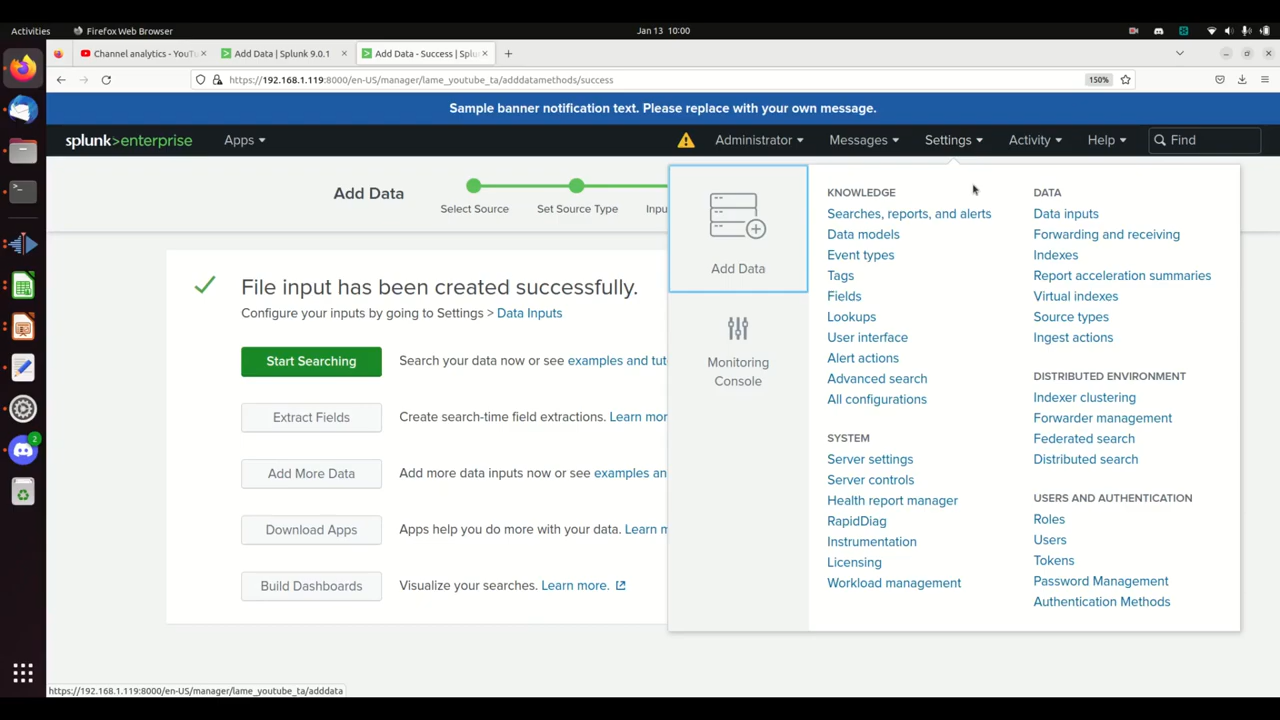 Activities
Firefox Web Browser
Jan 13 10:00
Channel analytics - YouTu
Add Data | Splunk 9.0.1
Add Data - Success | Splu
https://192.168.1.119:8000/en-US/manager/lame_youtube_ta/adddatamethods/success
150%
Sample banner notification text. Please replace with your own message.
splunk>enterprise
Apps
Administrator
Messages
Settings
Activity
Help
Find
Add Data
Select Source
Set Source Type
Inpu
File input has been created successfully.
Configure your inputs by going to Settings > Data Inputs
Start Searching
Search your data now or see examples and tut
Extract Fields
Create search-time field extractions. Learn mor
Add More Data
Add more data inputs now or see examples an
Download Apps
Apps help you do more with your data. Learn m
Build Dashboards
Visualize your searches. Learn more.
Add Data
Monitoring
Console
KNOWLEDGE
Searches, reports, and alerts
Data models
Event types
Tags
Fields
Lookups
User interface
Alert actions
Advanced search
All configurations
SYSTEM
Server settings
Server controls
Health report manager
RapidDiag
Instrumentation
Licensing
Workload management
DATA
Data inputs
Forwarding and receiving
Indexes
Report acceleration summaries
Virtual indexes
Source types
Ingest actions
DISTRIBUTED ENVIRONMENT
Indexer clustering
Forwarder management
Federated search
Distributed search
USERS AND AUTHENTICATION
Roles
Users
Tokens
Password Management
Authentication Methods
2
https://192.168.1.119:8000/en-US/manager/lame_youtube_ta/adddata